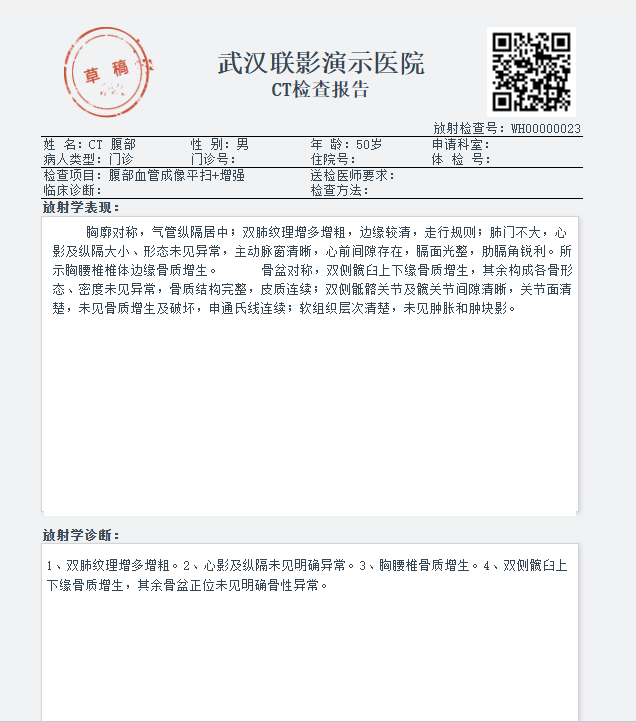 草稿
武汉联影演示医院
CT检查报告
放射检查号：WH00000023
姓 名：CT 腹部 性 别：男 年 龄：50岁 申请科室：
病人类型：门诊 门诊号： 住院号： 体 检 号：
检查项目：腹部血管成像平扫+增强 送检医师要求：
临床诊断： 检查方法：
放射学表现：
胸廓对称，气管纵隔居中；双肺纹理增多增粗，边缘较清，走行规则；肺门不大，心
影及纵隔大小、形态未见异常，主动脉窗清晰，心前间隙存在，膈面光整，肋膈角锐利。所
示胸腰椎椎体边缘骨质增生。 骨盆对称，双侧髋臼上下缘骨质增生，其余构成各骨形
态、密度未见异常，骨质结构完整，皮质连续；双侧骶髂关节及髋关节间隙清晰，关节面清
楚，未见骨质增生及破坏，申通氏线连续；软组织层次清楚，未见肿胀和肿块影。
放射学诊断：
1、双肺纹理增多增粗。2、心影及纵隔未见明确异常。3、胸腰椎骨质增生。4、双侧髋臼上
下缘骨质增生，其余骨盆正位未见明确骨性异常。